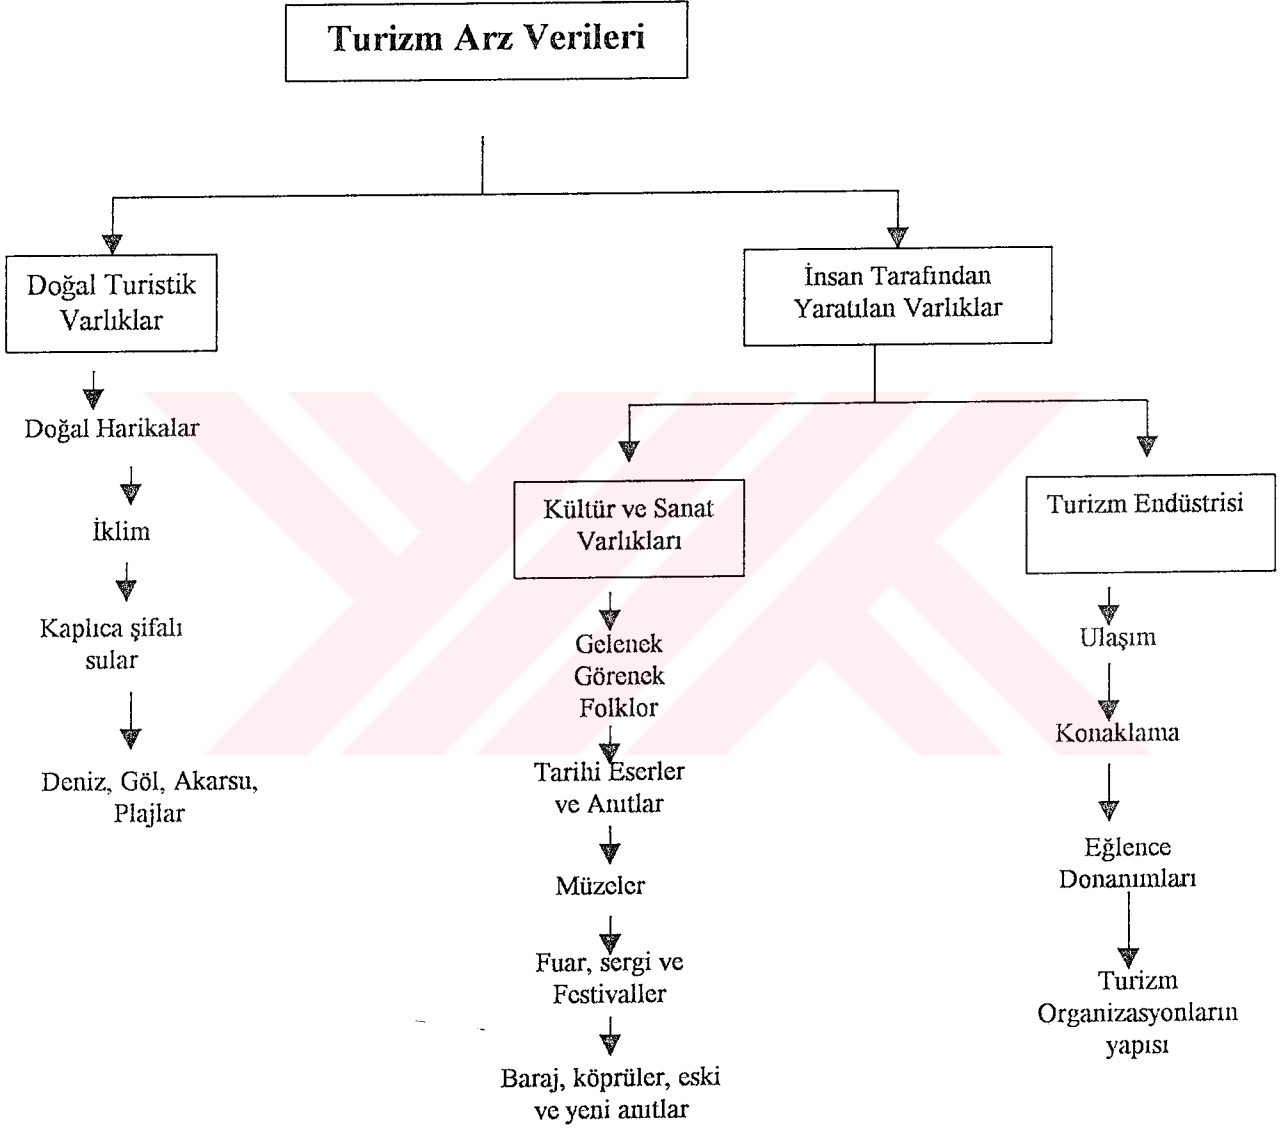 Turizm Arz Verileri
Doğal Turistik
Varlıklar
Doğal Harikalar
İklim
Kaplıca şifalı
sular
Deniz, Göl, Akarsu,
Plajlar
İnsan Tarafından
Yaratılan Varlıklar
Kültür ve Sanat
Varlıkları
Gelenek
Görenek
Folklor
Tarihi Eserler
ve Anıtlar
Müzeler
Fuar, sergi ve
Festivaller
Baraj, köprüler, eski
ve yeni anıtlar
Turizm Endüstrisi
Ulaşım
Konaklama
Eğlence
Donanımları
Turizm
Organizasyonların
yapısı